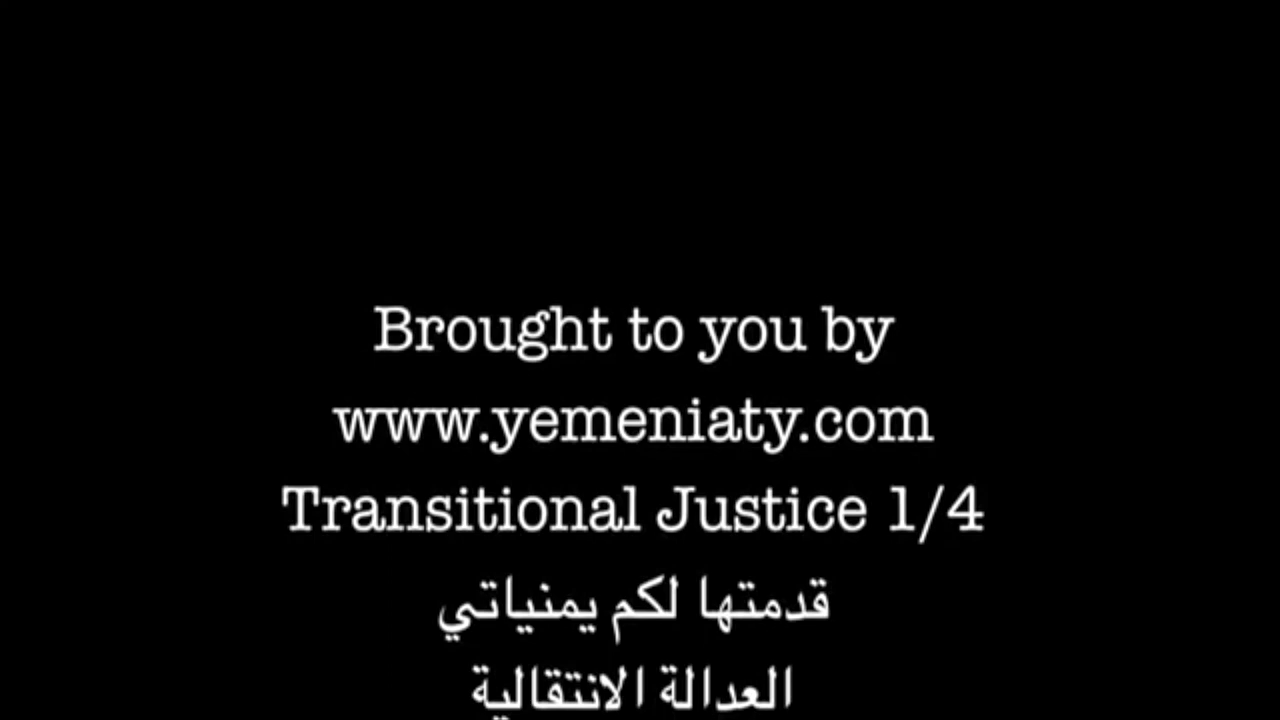 Brought to you by
www.yemeniaty.com
Transitional Justice 1/4
قدمتها لكم يمنياتي
العدالة الانتقالية